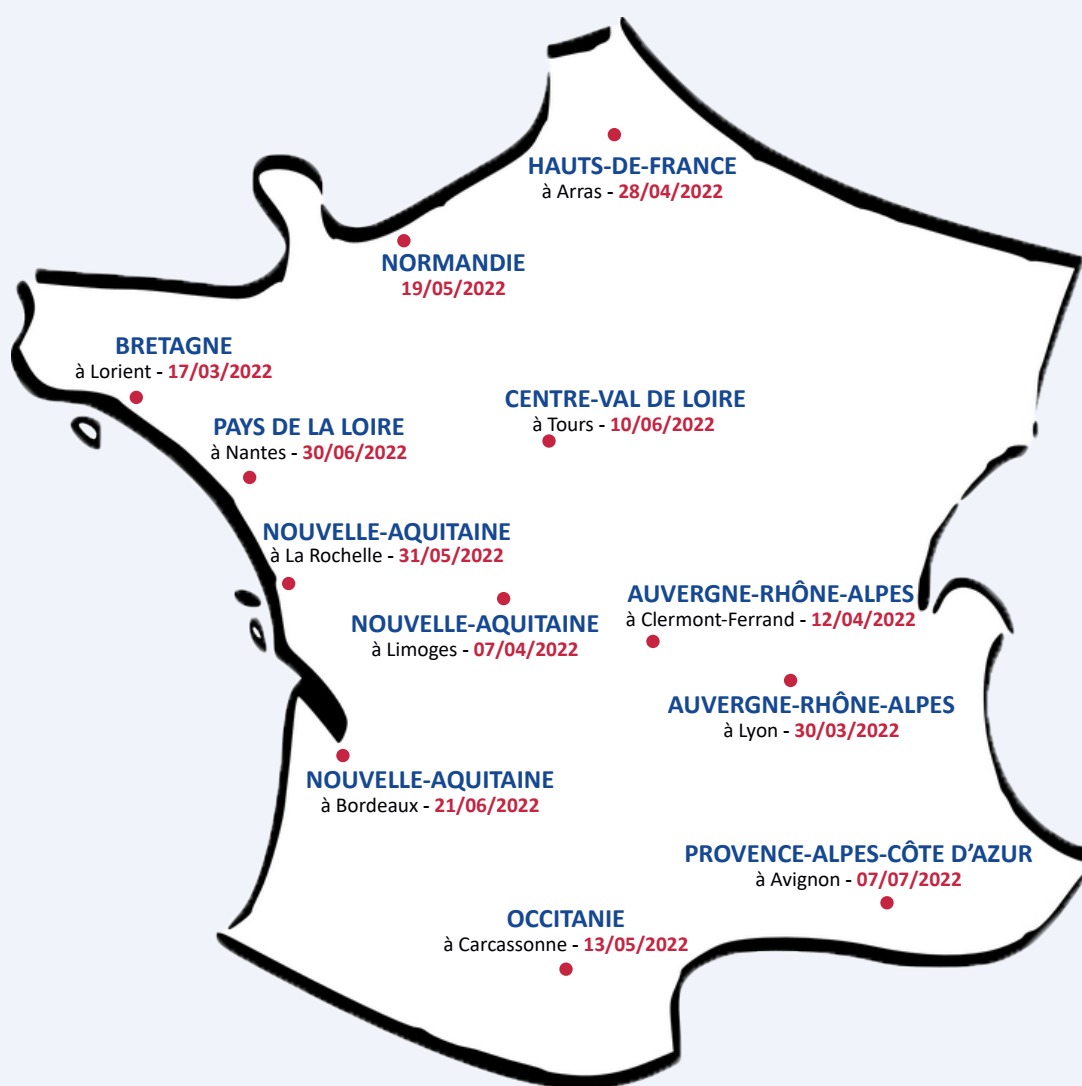 HAUTS-DE-FRANCE
à Arras - 28/04/2022
NORMANDIE
19/05/2022
BRETAGNE
à Lorient - 17/03/2022
CENTRE-VAL DE LOIRE
à Tours - 10/06/2022
PAYS DE LA LOIRE
à Nantes - 30/06/2022
NOUVELLE-AQUITAINE
à La Rochelle - 31/05/2022
AUVERGNE-RHÔNE-ALPES
à Clermont-Ferrand - 12/04/2022
NOUVELLE-AQUITAINE
à Limoges - 07/04/2022
AUVERGNE-RHÔNE-ALPES
à Lyon - 30/03/2022
NOUVELLE-AQUITAINE
à Bordeaux - 21/06/2022
PROVENCE-ALPES-CÔTE D’AZUR
à Avignon - 07/07/2022
OCCITANIE
à Carcassonne - 13/05/2022